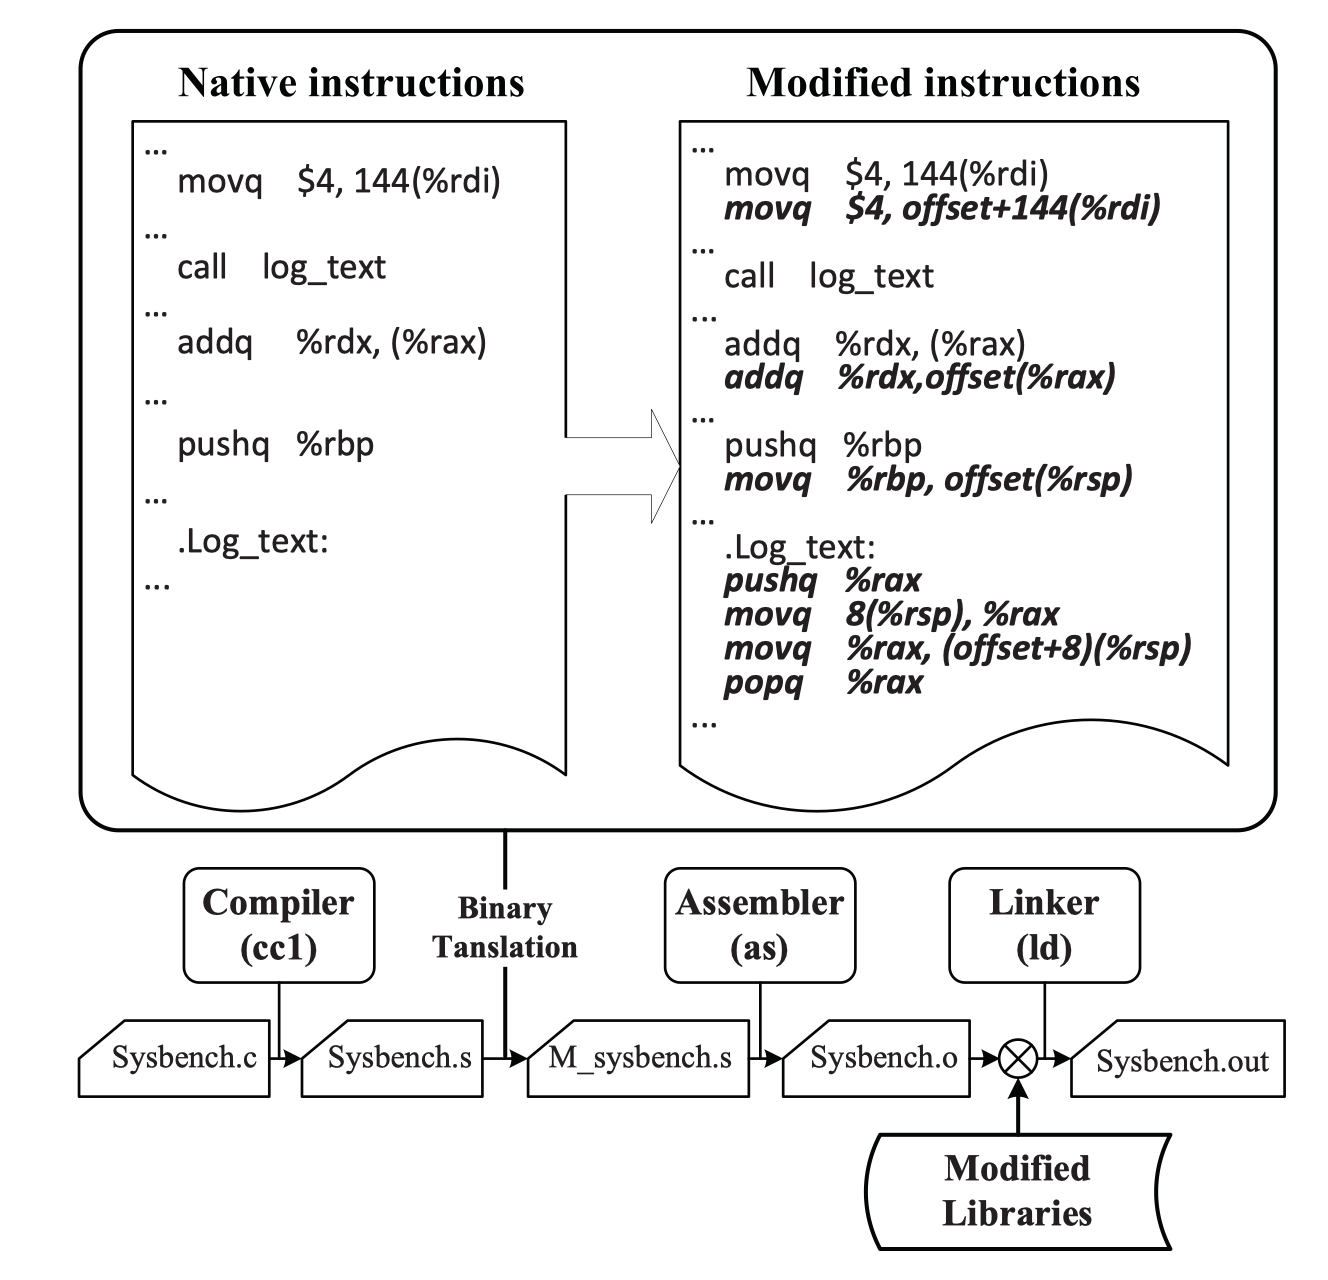 Native instructions
...
movq $4, 144(%rdi)
...
call log_text
...
addq %rdx, (%rax)
...
pushq %rbp
...
.Log_text:
...
Modified instructions
...
movq $4, 144(%rdi)
movq $4, offset+144(%rdi)
...
call log_text
...
addq %rdx, (%rax)
addq %rdx,offset(%rax)
...
pushq %rbp
movq %rbp, offset(%rsp)
...
.Log_text:
pushq %rax
movq 8(%rsp), %rax
movq %rax, (offset+8)(%rsp)
popq %rax
...
Compiler
(cc1)
Binary
Tanslation
Assembler
(as)
Linker
(ld)
Sysbench.c
Sysbench.s
M_sysbench.s
Sysbench.o
Sysbench.out
Modified
Libraries